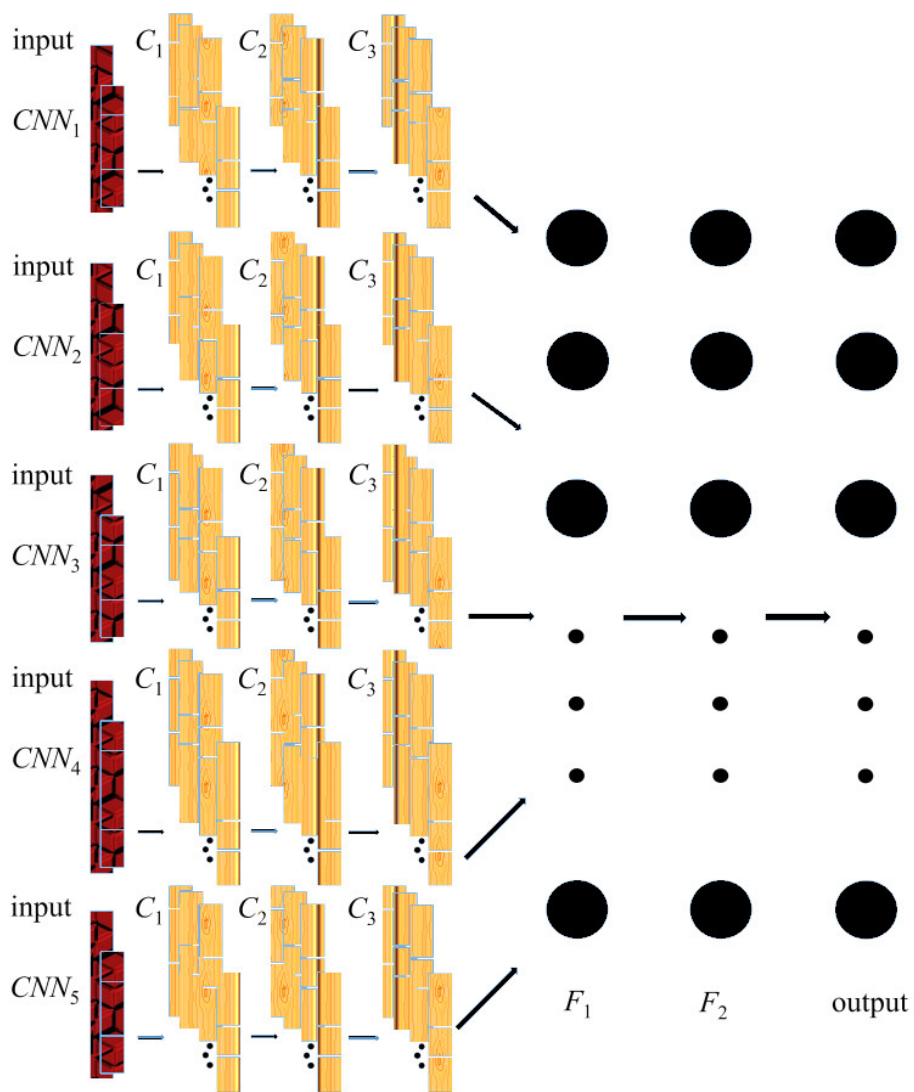 input C₁ C₂ C₃
CNN₁
input C₁ C₂ C₃
CNN₂
input C₁ C₂ C₃
CNN₃
input C₁ C₂ C₃
CNN₄
input C₁ C₂ C₃
CNN₅
F₁ F₂ output